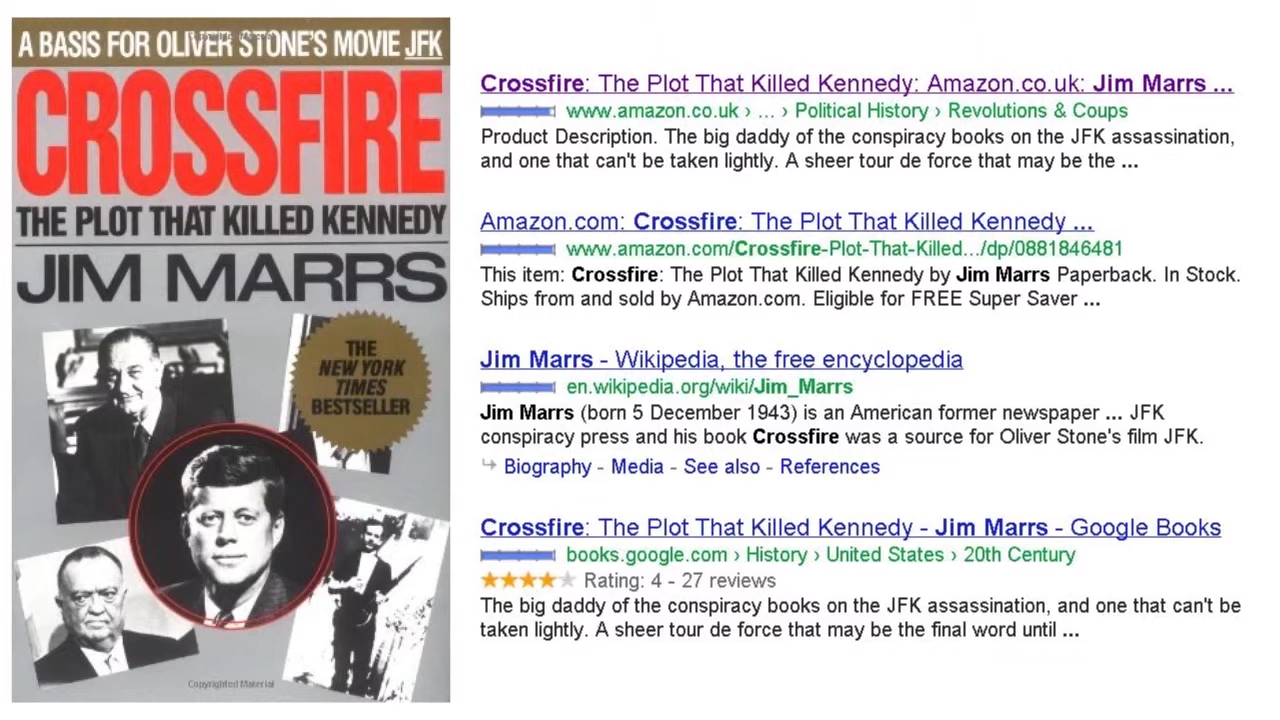 A BASIS FOR OLIVER STONE'S MOVIE JFK
CROSSFIRE
THE PLOT THAT KILLED KENNEDY
JIM MARRS
THE
NEW YORK
TIMES
BESTSELLER
Copyrighted Material
Crossfire: The Plot That Killed Kennedy: Amazon.co.uk: Jim Marrs ...
www.amazon.co.uk › ... › Political History › Revolutions & Coups
Product Description. The big daddy of the conspiracy books on the JFK assassination,
and one that can't be taken lightly. A sheer tour de force that may be the ...
Amazon.com: Crossfire: The Plot That Killed Kennedy ...
www.amazon.com/Crossfire-Plot-That-Killed.../dp/0881846481
This item: Crossfire: The Plot That Killed Kennedy by Jim Marrs Paperback. In Stock.
Ships from and sold by Amazon.com. Eligible for FREE Super Saver ...
Jim Marrs - Wikipedia, the free encyclopedia
en.wikipedia.org/wiki/Jim_Marrs
Jim Marrs (born 5 December 1943) is an American former newspaper ... JFK
conspiracy press and his book Crossfire was a source for Oliver Stone's film JFK.
Biography - Media - See also - References
Crossfire: The Plot That Killed Kennedy - Jim Marrs - Google Books
books.google.com › History › United States › 20th Century
Rating: 4 - 27 reviews
The big daddy of the conspiracy books on the JFK assassination, and one that can't be
taken lightly. A sheer tour de force that may be the final word until ...